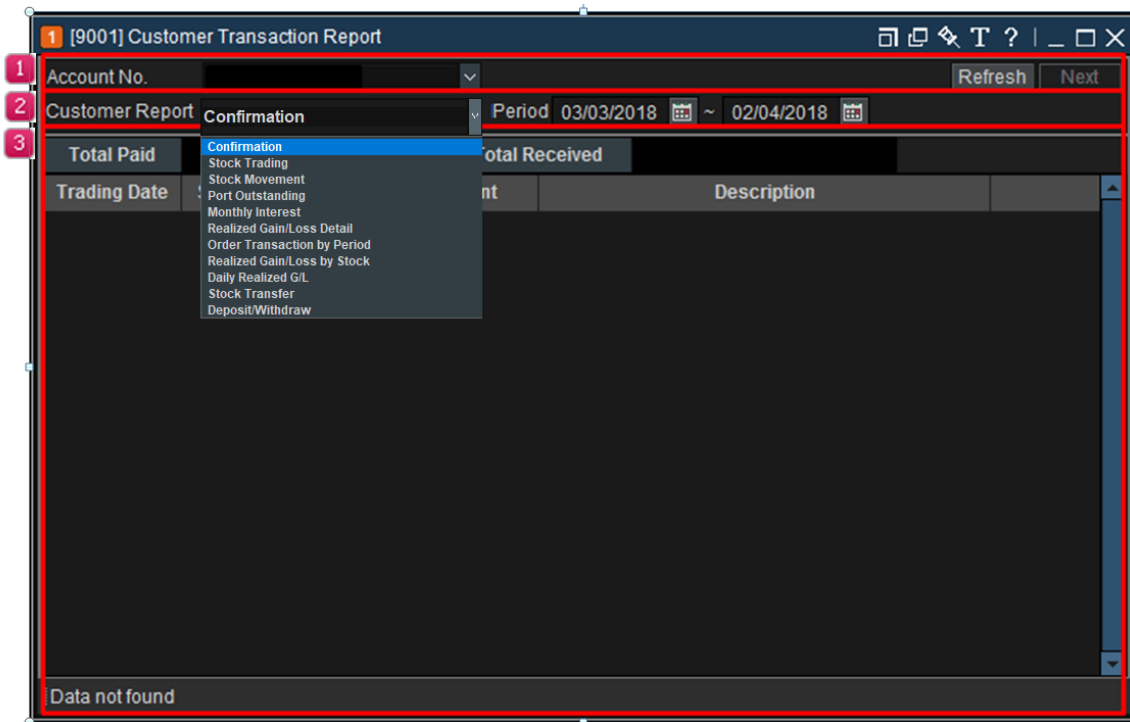 1 [9001] Customer Transaction Report T ?
1 Account No. Refresh Next
2 Customer Report Confirmation Period 03/03/2018 ~ 02/04/2018
3 Total Paid Total Received
Confirmation
Stock Trading
Stock Movement
Port Outstanding
Monthly Interest
Realized Gain/Loss Detail
Order Transaction by Period
Realized Gain/Loss by Stock
Daily Realized G/L
Stock Transfer
Deposit/Withdraw
Trading Date Description
Data not found